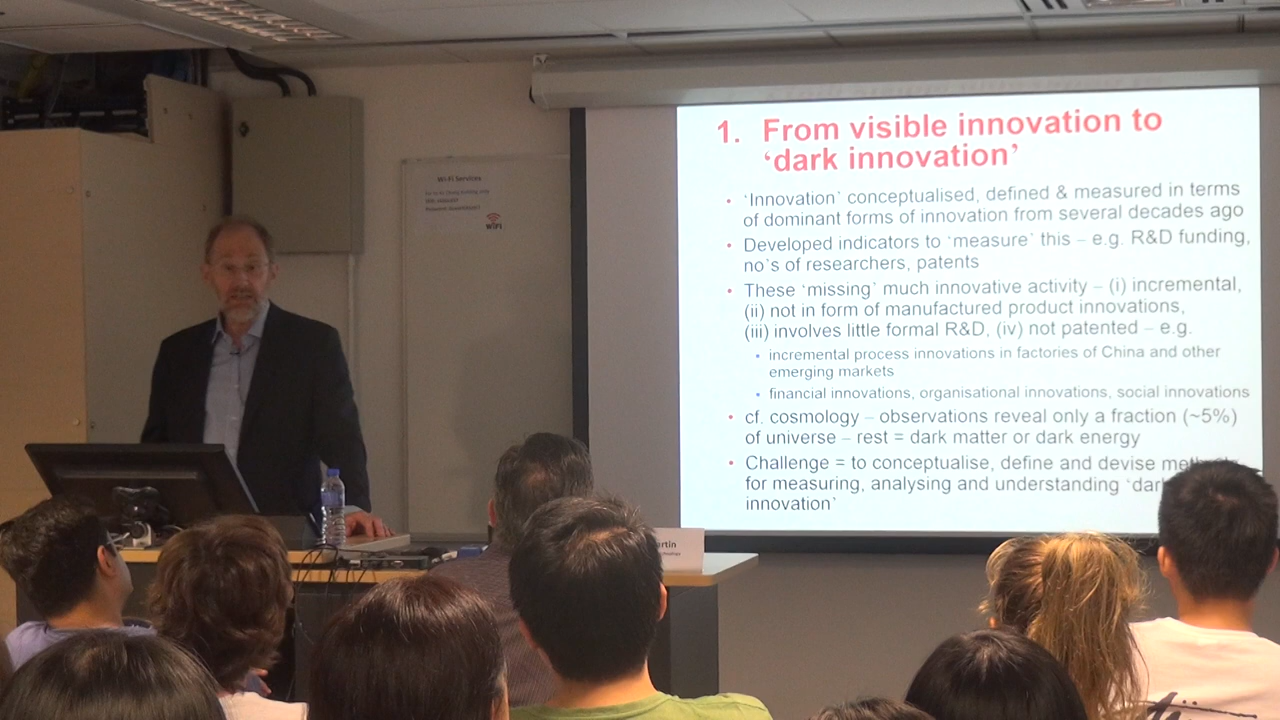 Wi-Fi Services
WiFi
1. From visible innovation to
‘dark innovation’
• ‘Innovation’ conceptualised, defined & measured in terms
of dominant forms of innovation from several decades ago
• Developed indicators to ‘measure’ this – e.g. R&D funding,
no’s of researchers, patents
• These ‘missing’ much innovative activity – (i) incremental,
(ii) not in form of manufactured product innovations,
(iii) involves little formal R&D, (iv) not patented – e.g.
• incremental process innovations in factories of China and other
emerging markets
• financial innovations, organisational innovations, social innovations
• cf. cosmology – observations reveal only a fraction (~5%)
of universe – rest = dark matter or dark energy
• Challenge = to conceptualise, define and devise
for measuring, analysing and understanding ‘dar
innovation’
artin